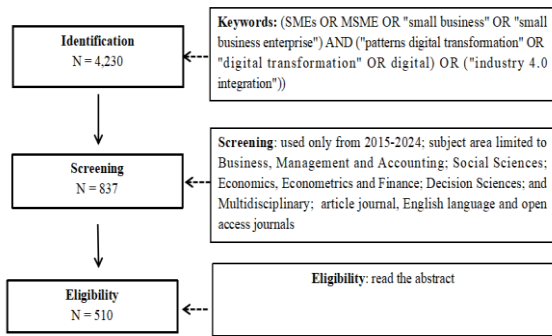 Identification
N = 4,230
Keywords: (SMEs OR MSME OR "small business" OR "small
business enterprise") AND ("patterns digital transformation" OR
"digital transformation" OR digital) OR ("industry 4.0
integration"))
Screening
N = 837
Screening: used only from 2015-2024; subject area limited to
Business, Management and Accounting; Social Sciences;
Economics, Econometrics and Finance; Decision Sciences; and
Multidisciplinary; article journal, English language and open
access journals
Eligibility
N = 510
Eligibility: read the abstract